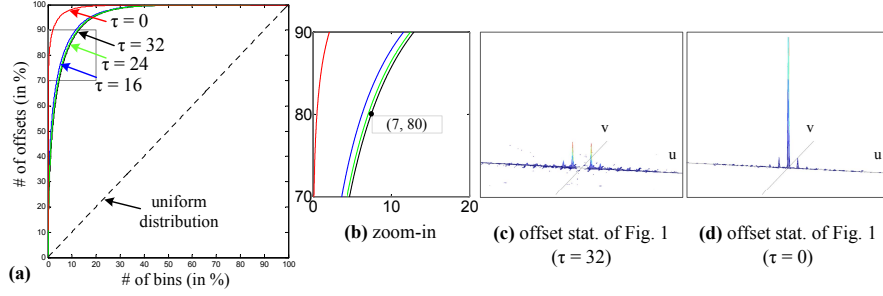 100
90
80
70
60
50
40
30
20
10
0
# of offsets (in %)
τ = 0
τ = 32
τ = 24
τ = 16
uniform
distribution
0 10 20 30 40 50 60 70 80 90 100
# of bins (in %)
(a)
90
80
70
(7, 80)
0 10 20
(b) zoom-in
v
u
(c) offset stat. of Fig. 1
(τ = 32)
v
u
(d) offset stat. of Fig. 1
(τ = 0)